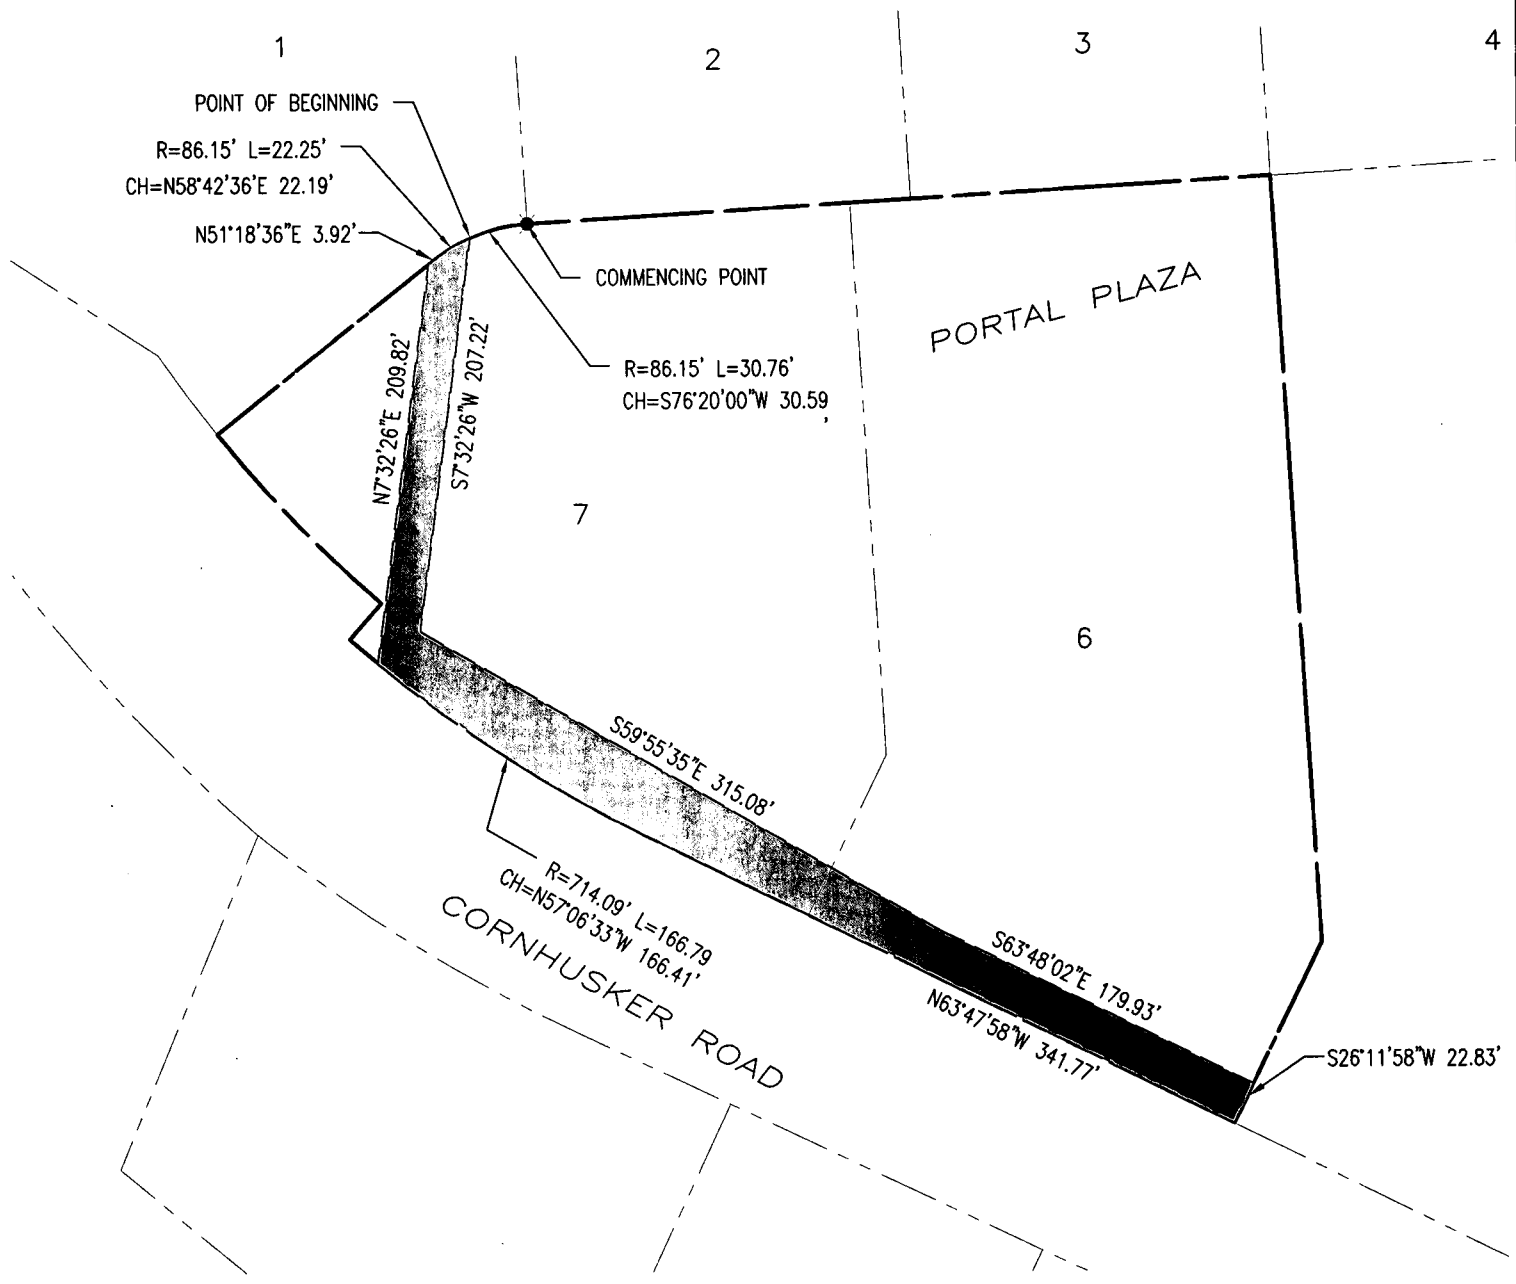 1
2
3
4
POINT OF BEGINNING
R=86.15' L=22.25'
CH=N58°42'36'E 22.19'
N51°18'36"E 3.92'
COMMENCING POINT
PORTAL PLAZA
R=86.15' L=30.76'
CH=S76°20'00"W 30.59
'
N7°32'26"E 209.82'
S7°32'26"W 207.22'
7
6
S59°55'35"E 315.08'
R=714.09' L=166.79
CH=N57°06'33"W 166.41'
CORNHUSKER ROAD
S63°48'02"E 179.93'
N63°47'58"W 341.77'
S26°11'58"W 22.83'